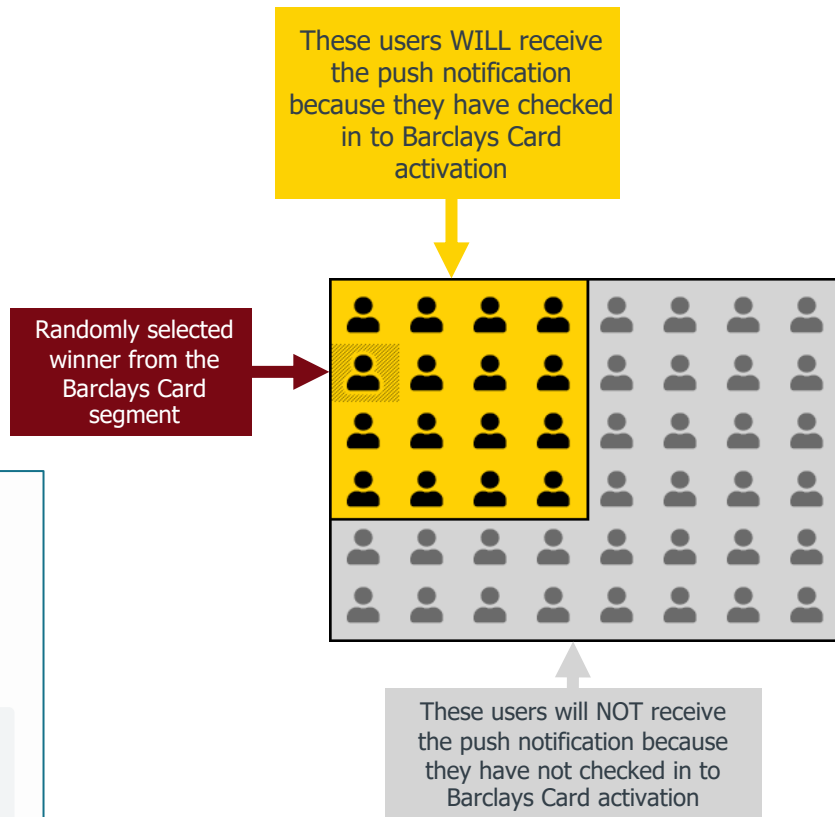 These users WILL receive
the push notification
because they have checked
in to Barclays Card
activation
Randomly selected
winner from the
Barclays Card
segment
These users will NOT receive
the push notification because
they have not checked in to
Barclays Card activation